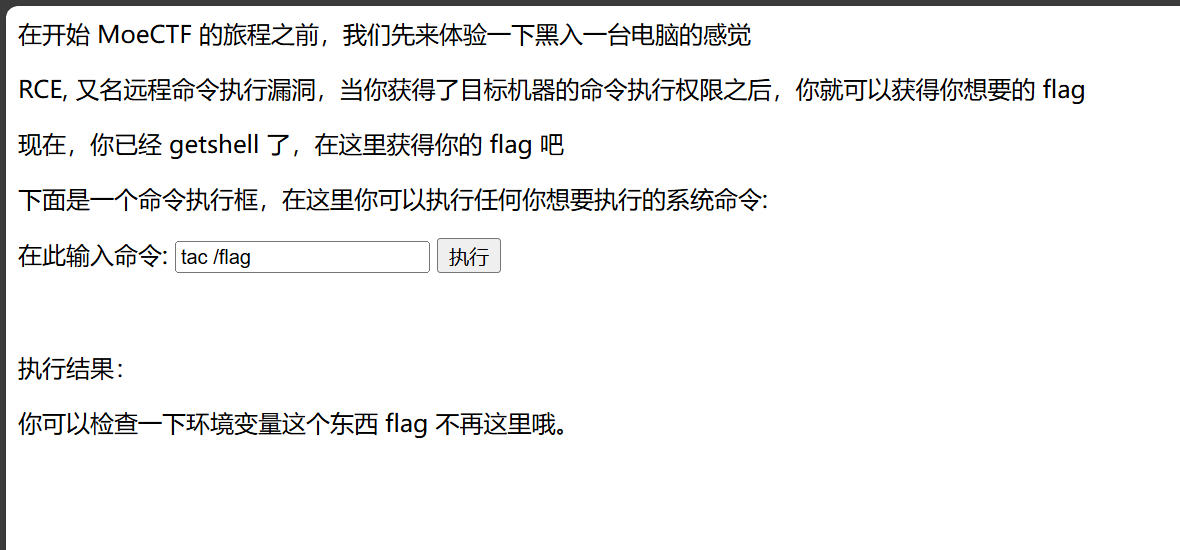 在开始 MoeCTF 的旅程之前，我们先来体验一下黑入一台电脑的感觉
RCE, 又名远程命令执行漏洞，当你获得了目标机器的命令执行权限之后，你就可以获得你想要的 flag
现在，你已经 getshell 了，在这里获得你的 flag 吧
下面是一个命令执行框，在这里你可以执行任何你想要执行的系统命令:
在此输入命令: tac /flag 执行
执行结果：
你可以检查一下环境变量这个东西 flag 不再这里哦。